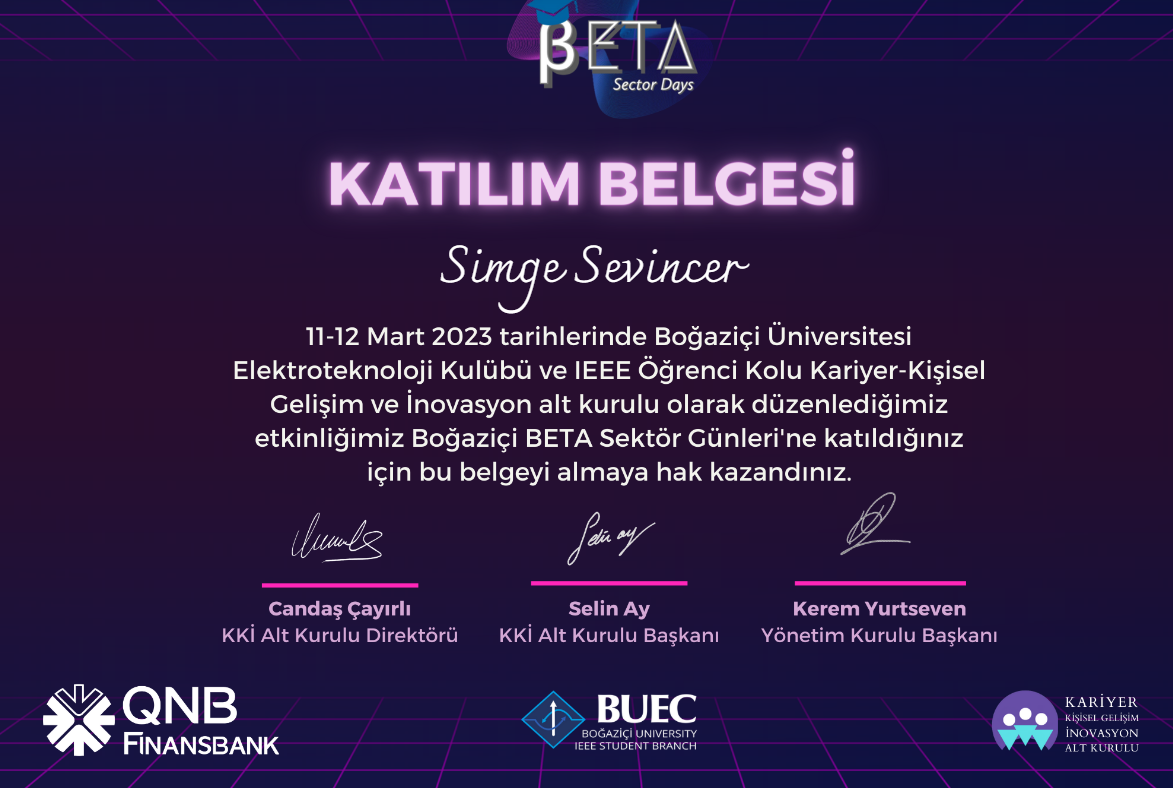 βETA
Sector Days
KATILIM BELGESİ
Simge Sevincer
11-12 Mart 2023 tarihlerinde Boğaziçi Üniversitesi
Elektroteknoloji Kulübü ve IEEE Öğrenci Kolu Kariyer-Kişisel
Gelişim ve İnovasyon alt kurulu olarak düzenlediğimiz
etkinliğimiz Boğaziçi BETA Sektör Günleri'ne katıldığınız
için bu belgeyi almaya hak kazandınız.
Selin ay
Candaş Çayırlı
KKİ Alt Kurulu Direktörü
Selin Ay
KKİ Alt Kurulu Başkanı
Kerem Yurtseven
Yönetim Kurulu Başkanı
QNB
FINANSBANK
BUEC
BOĞAZİÇİ UNIVERSITY
IEEE STUDENT BRANCH
KARİYER
KİŞİSEL GELİŞİM
İNOVASYON
ALT KURULU